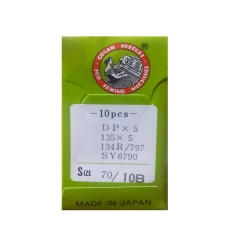 ORGAN NEEDLES
FOR SEWING MACHINES
-10pcs-
DP×5
135×5
134R/797
SY6790
SIZE 70/10B
MADE IN JAPAN